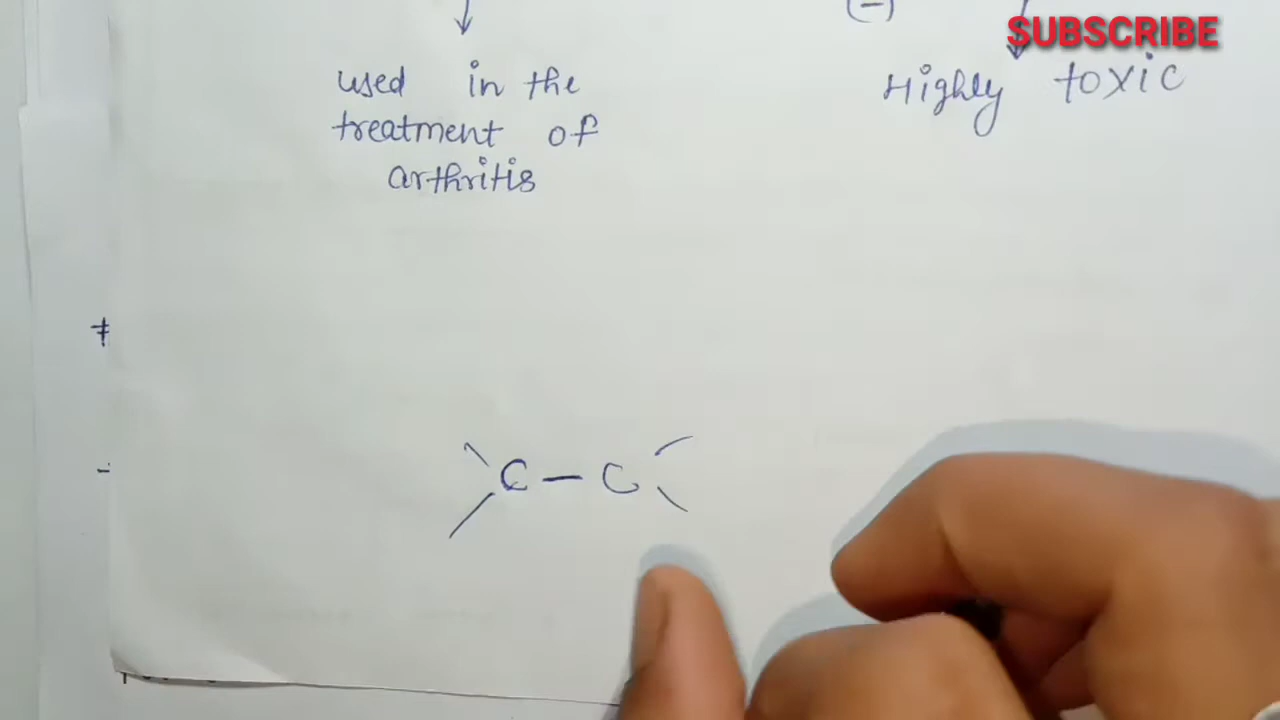 (-)
SUBSCRIBE
used in the
treatment of
arthritis
Highly toxic
C - C